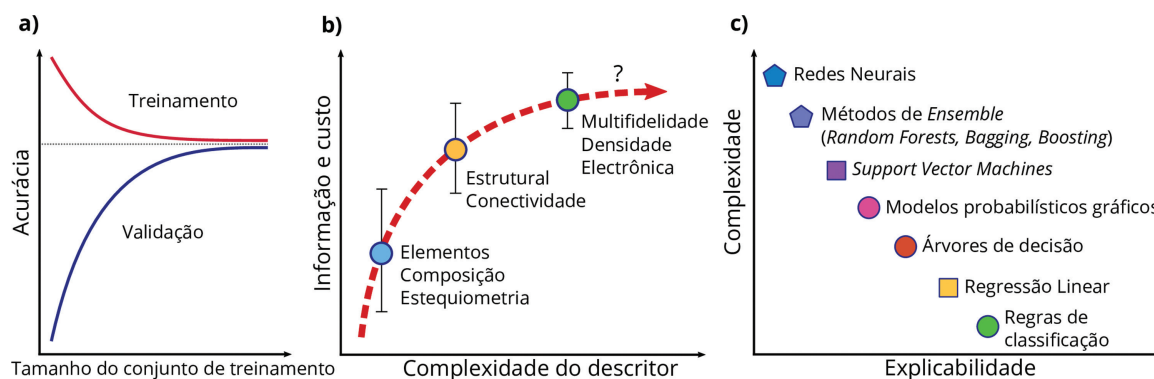 a)
Acurácia
Treinamento
Validação
Tamanho do conjunto de treinamento
b)
Informação e custo
?
Multifidelidade
Densidade
Electrônica
Estrutural
Conectividade
Elementos
Composição
Estequiometria
Complexidade do descritor
c)
Complexidade
Redes Neurais
Métodos de Ensemble
(Random Forests, Bagging, Boosting)
Support Vector Machines
Modelos probabilísticos gráficos
Árvores de decisão
Regressão Linear
Regras de
classificação
Explicabilidade